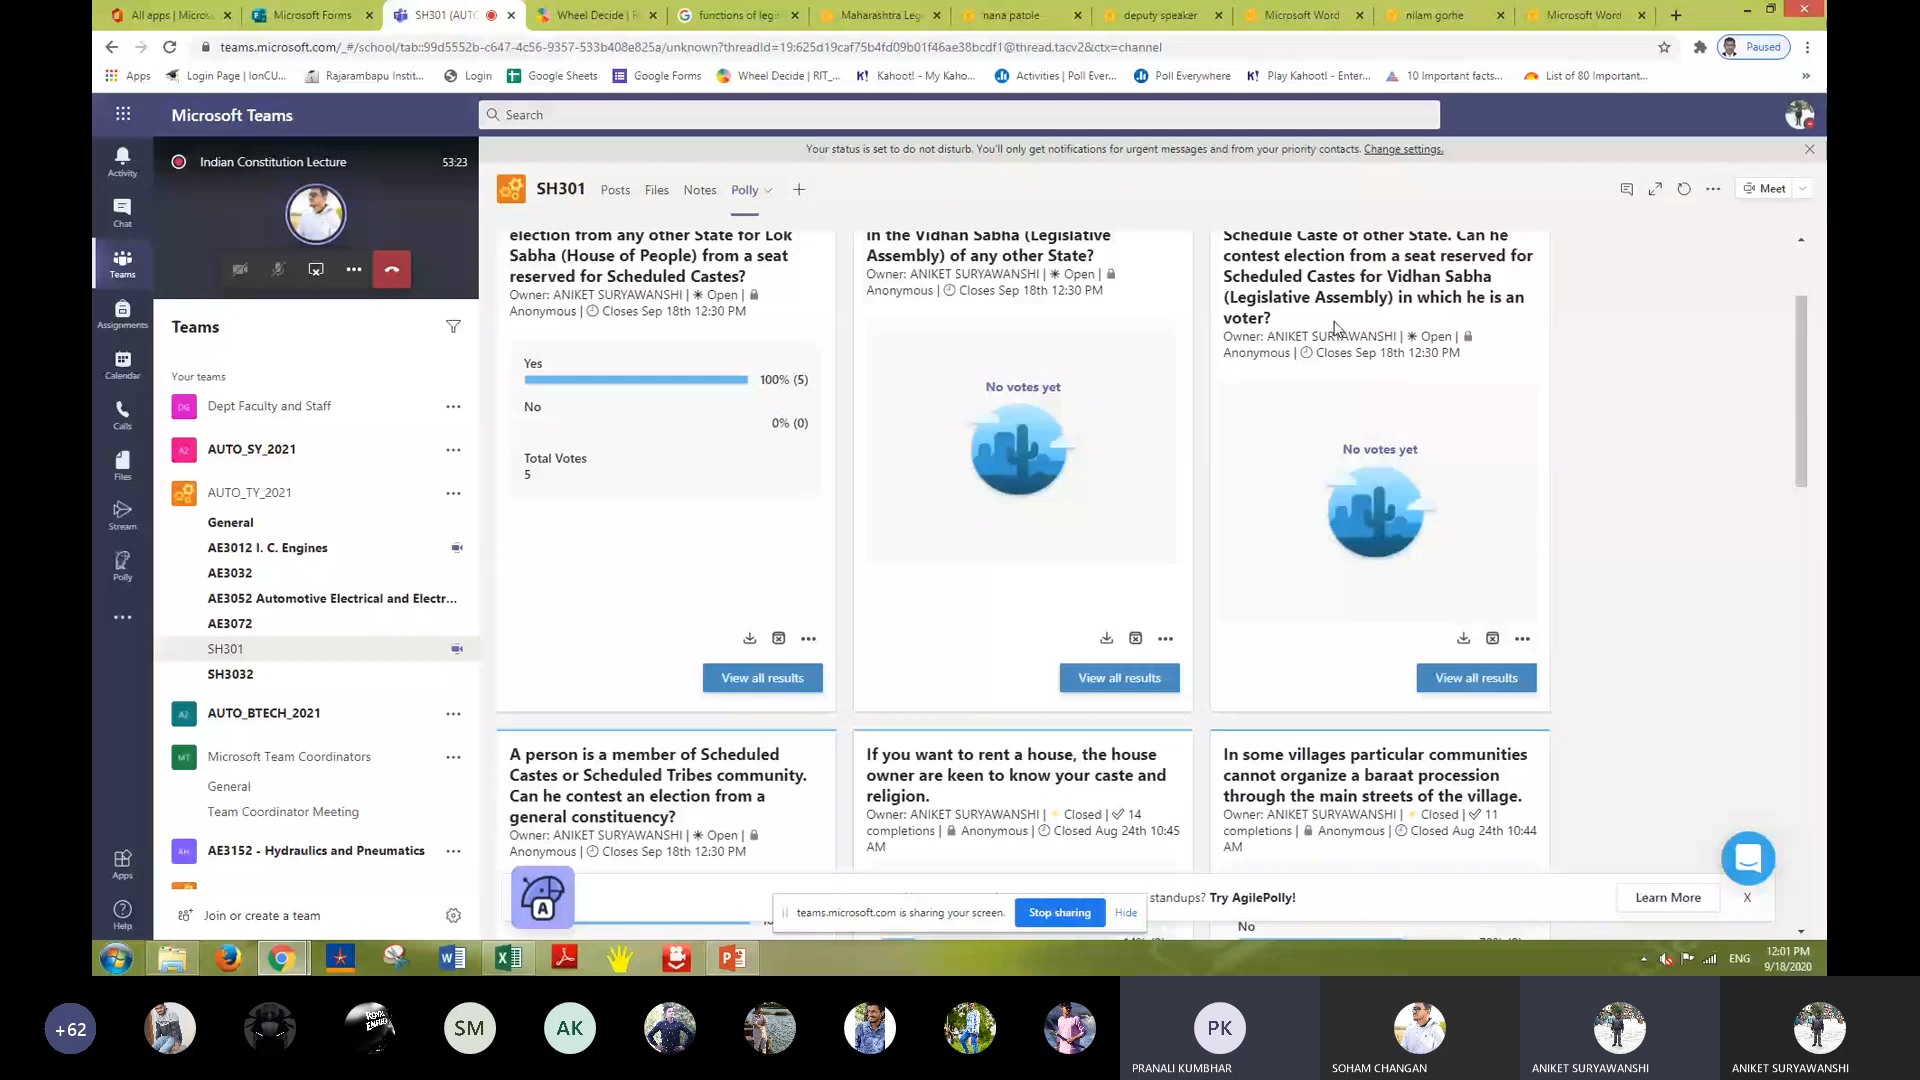 All apps | Micros
Microsoft Forms
SH301 (AUT
Wheel Decide | R
functions of legi
Maharashtra Leg
nana patole
deputy speaker
Microsoft Word
nilam gorhe
Microsoft Word
teams.microsoft.com/_#/school/tab::99d5552b-c647-4c56-9357-533b408e825a/unknown?threadId=19:625d19caf75b4fd09b01f46ae38bcdf1@thread.tacv2&ctx=channel
Paused
Apps
Login Page | IonCU...
Rajarambapu Instit...
Login
Google Sheets
Google Forms
Wheel Decide | RIT_...
Kahoot! - My Kaho...
Activities | Poll Ever...
Poll Everywhere
Play Kahoot! - Enter...
10 Important facts...
List of 80 Important...
Microsoft Teams
Search
Your status is set to do not disturb. You'll only get notifications for urgent messages and from your priority contacts. Change settings.
Activity
Chat
Teams
Assignments
Calendar
Calls
Files
Stream
Polly
Apps
Help
Indian Constitution Lecture
53:23
Teams
Your teams
DG
Dept Faculty and Staff
A2
AUTO_SY_2021
AUTO_TY_2021
General
AE3012 I. C. Engines
AE3032
AE3052 Automotive Electrical and Electr...
AE3072
SH301
SH3032
A2
AUTO_BTECH_2021
MT
Microsoft Team Coordinators
General
Team Coordinator Meeting
AH
AE3152 - Hydraulics and Pneumatics
Join or create a team
SH301
Posts
Files
Notes
Polly
Meet
election from any other State for Lok
Sabha (House of People) from a seat
reserved for Scheduled Castes?
Owner: ANIKET SURYAWANSHI | Open |
Anonymous | Closes Sep 18th 12:30 PM
Yes
100% (5)
No
0% (0)
Total Votes
5
View all results
in the Vidhan Sabha (Legislative
Assembly) of any other State?
Owner: ANIKET SURYAWANSHI | Open |
Anonymous | Closes Sep 18th 12:30 PM
No votes yet
View all results
Schedule Caste of other State. Can he
contest election from a seat reserved for
Scheduled Castes for Vidhan Sabha
(Legislative Assembly) in which he is an
voter?
Owner: ANIKET SURYAWANSHI | Open |
Anonymous | Closes Sep 18th 12:30 PM
No votes yet
View all results
A person is a member of Scheduled
Castes or Scheduled Tribes community.
Can he contest an election from a
general constituency?
Owner: ANIKET SURYAWANSHI | Open |
Anonymous | Closes Sep 18th 12:30 PM
If you want to rent a house, the house
owner are keen to know your caste and
religion.
Owner: ANIKET SURYAWANSHI | Closed | 14
completions | Anonymous | Closed Aug 24th 10:45
AM
In some villages particular communities
cannot organize a baraat procession
through the main streets of the village.
Owner: ANIKET SURYAWANSHI | Closed | 11
completions | Anonymous | Closed Aug 24th 10:44
AM
A
standups? Try AgilePolly!
Learn More
X
teams.microsoft.com is sharing your screen.
Stop sharing
Hide
No
ENG
12:01 PM
9/18/2020
+62
ROYAL ENFIELD
SM
AK
PK
PRANALI KUMBHAR
SOHAM CHANGAN
ANIKET SURYAWANSHI
ANIKET SURYAWANSHI